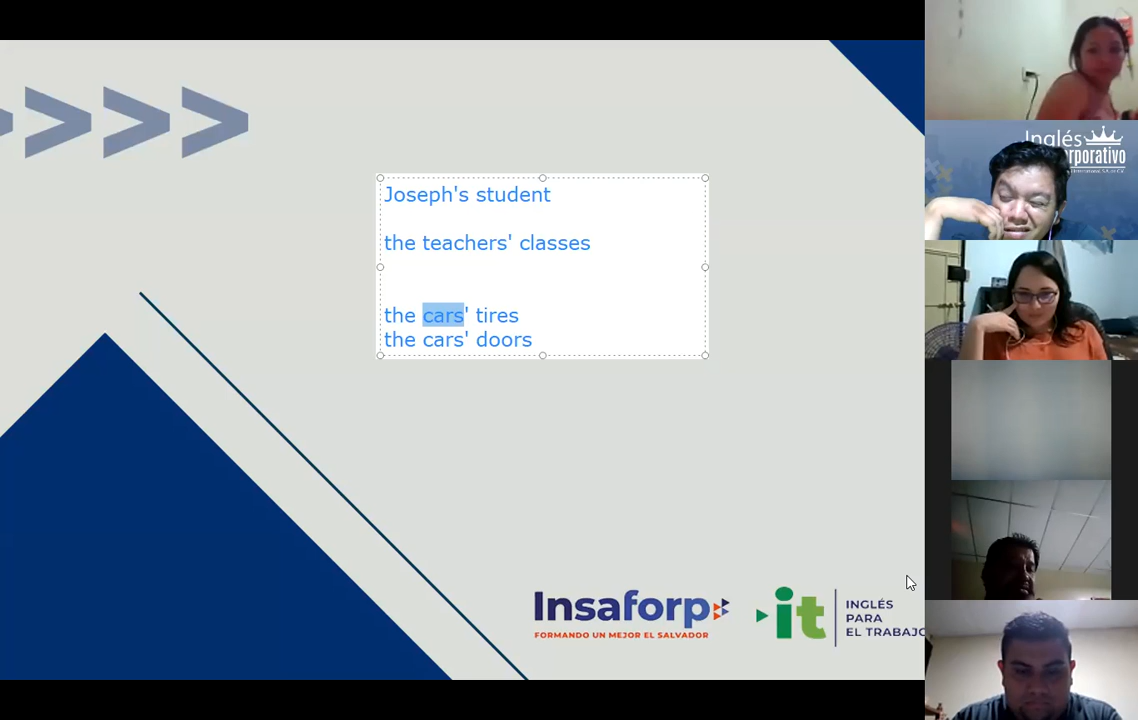 Joseph's student
the teachers' classes
the cars' tires
the cars' doors
Insaforp
FORMANDO UN MEJOR EL SALVADOR
it
INGLÉS
PARA
EL TRABAJO
Inglés
rporativo